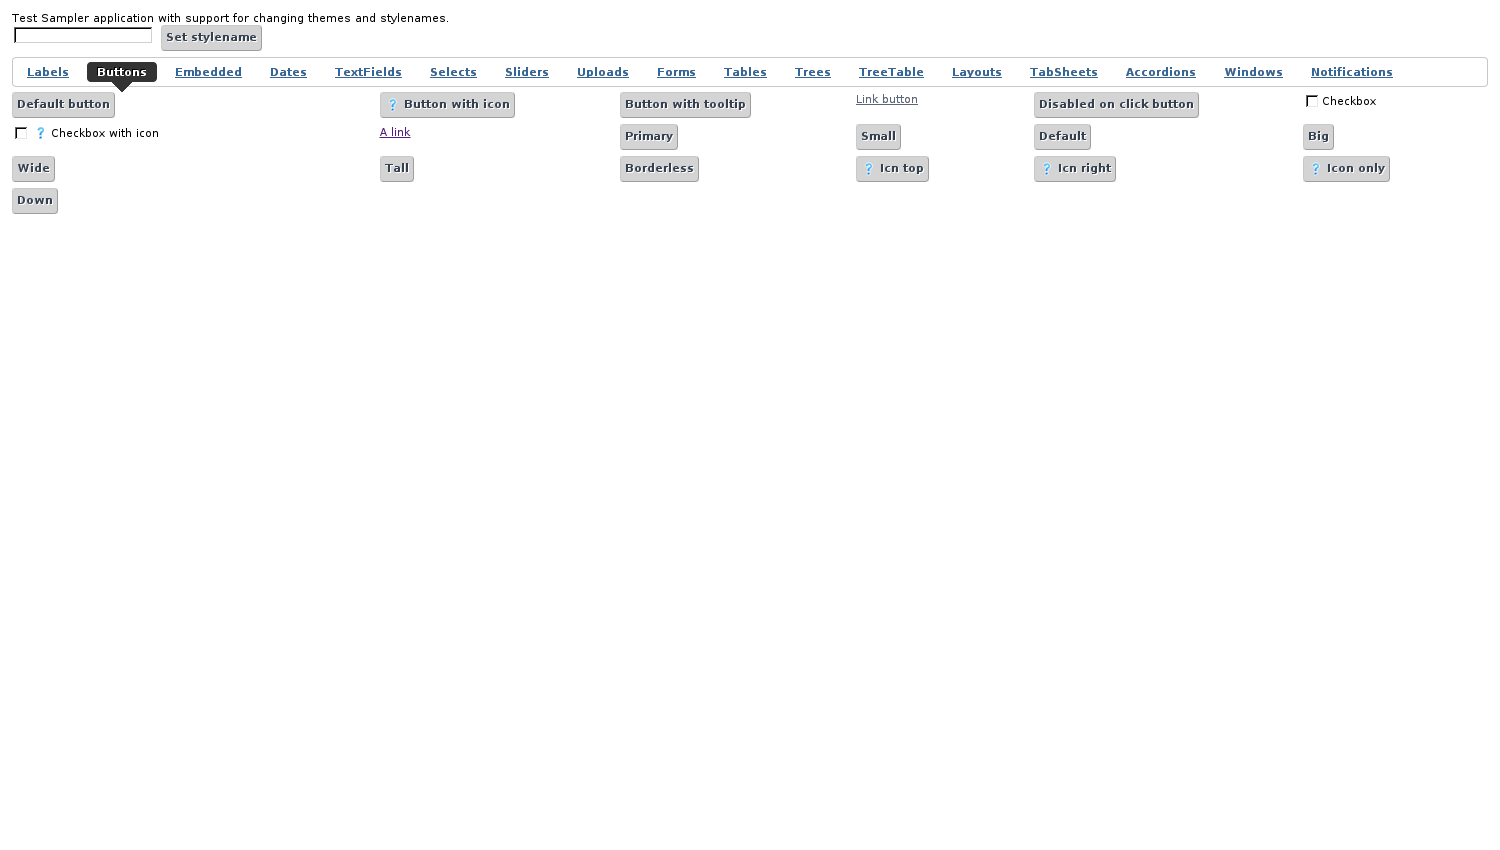 Test Sampler application with support for changing themes and stylenames.
Set stylename
Labels Buttons Embedded Dates TextFields Selects Sliders Uploads Forms Tables Trees TreeTable Layouts TabSheets Accordions Windows Notifications
Default button ? Button with icon Button with tooltip Link button Disabled on click button Checkbox
? Checkbox with icon A link Primary Small Default Big
Wide Tall Borderless ? Icn top ? Icn right ? Icon only
Down